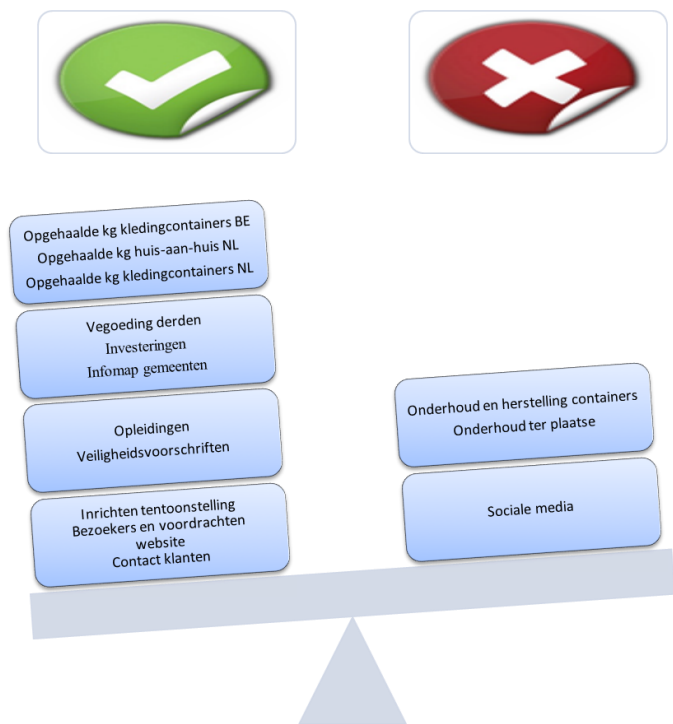 Opgehaalde kg kledingcontainers BE
Opgehaalde kg huis-aan-huis NL
Opgehaalde kg kledingcontainers NL
Vegoeding derden
Investeringen
Infomap gemeenten
Opleidingen
Veiligheidsvoorschriften
Inrichten tentoonstelling
Bezoekers en voordrachten
website
Contact klanten
Onderhoud en herstelling containers
Onderhoud ter plaatse
Sociale media